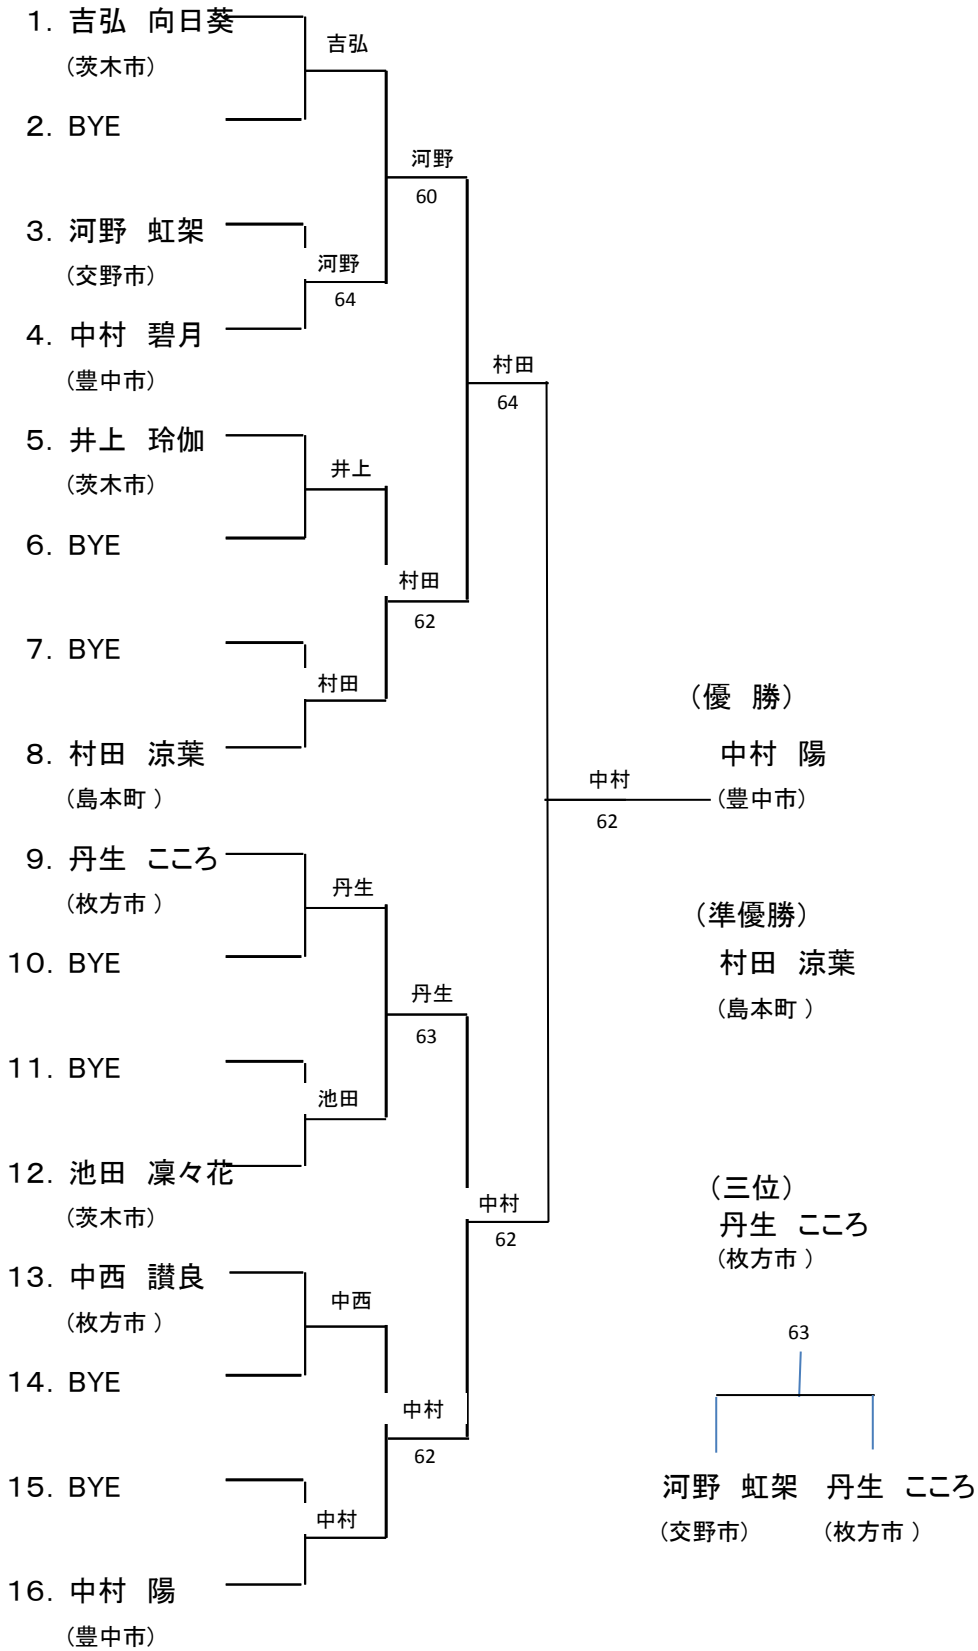 1. 吉弘 向日葵
(茨木市)
2. BYE
3. 河野 虹架
(交野市)
4. 中村 碧月
(豊中市)
5. 井上 玲伽
(茨木市)
6. BYE
7. BYE
8. 村田 涼葉
(島本町 )
9. 丹生 こころ
(枚方市 )
10. BYE
11. BYE
12. 池田 凜々花
(茨木市)
13. 中西 讃良
(枚方市 )
14. BYE
15. BYE
16. 中村 陽
(豊中市)
吉弘
河野
64
井上
村田
丹生
池田
中西
中村
河野
60
村田
62
丹生
63
中村
62
村田
64
中村
62
中村
62
(優 勝)
中村 陽
(豊中市)
(準優勝)
村田 涼葉
(島本町 )
(三位)
丹生 こころ
(枚方市 )
63
河野 虹架 丹生 こころ
(交野市) (枚方市 )